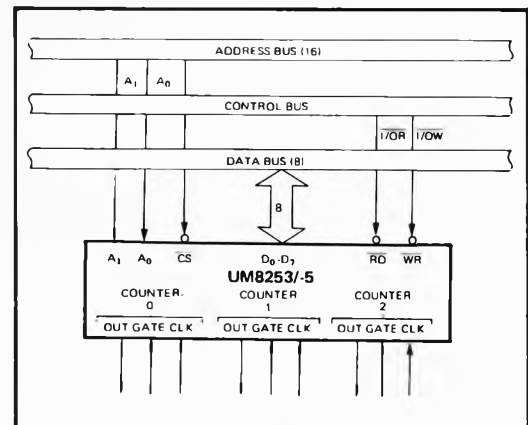 ADDRESS BUS (16)
A1 A0
CONTROL BUS
I/OR I/OW
DATA BUS (8)
8
A1 A0 CS D0-D7 RD WR
UM8253/-5
COUNTER. COUNTER COUNTER
0 1 2
OUT GATE CLK OUT GATE CLK OUT GATE CLK